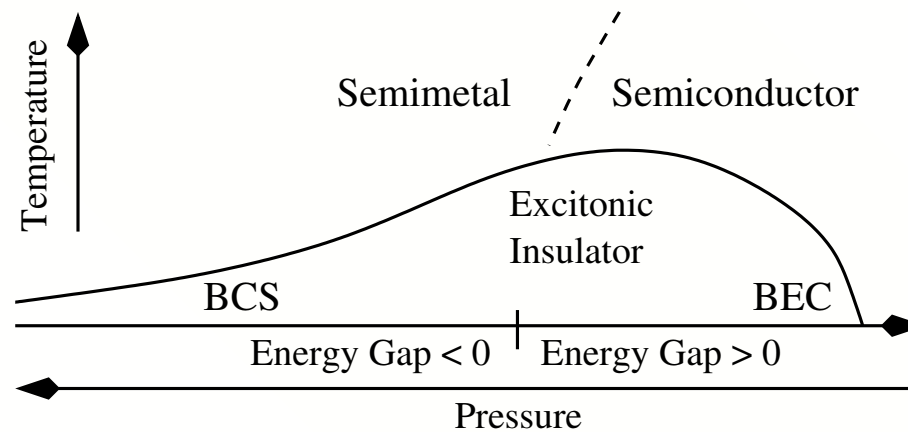 Temperature
Semimetal
Semiconductor
Excitonic
Insulator
BCS
BEC
Energy Gap < 0
Energy Gap > 0
Pressure